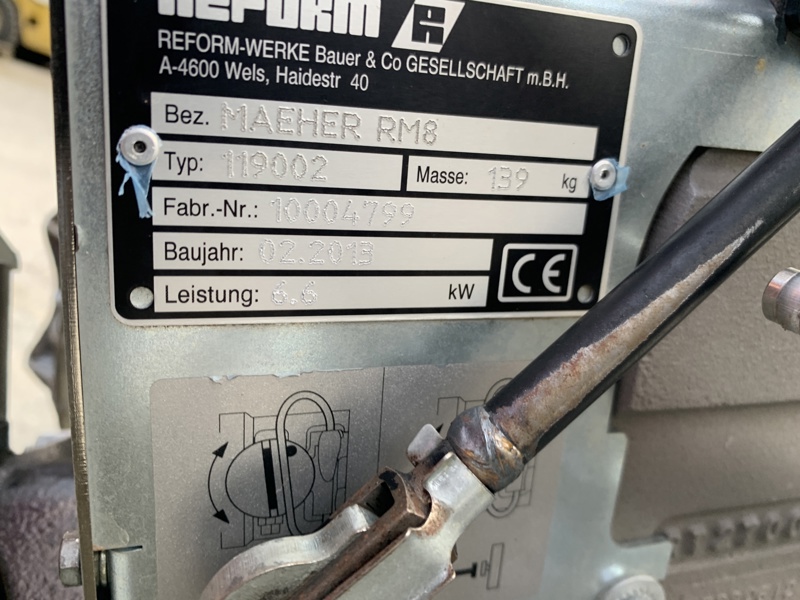 REFORM
REFORM-WERKE Bauer & Co GESELLSCHAFT m.B.H.
A-4600 Wels, Haidestr 40
Bez. MAEHER RM8
Typ: 119002 Masse: 139 kg
Fabr.-Nr.: 10004799
Baujahr: 02.2013
Leistung: 6.6 kW
CE